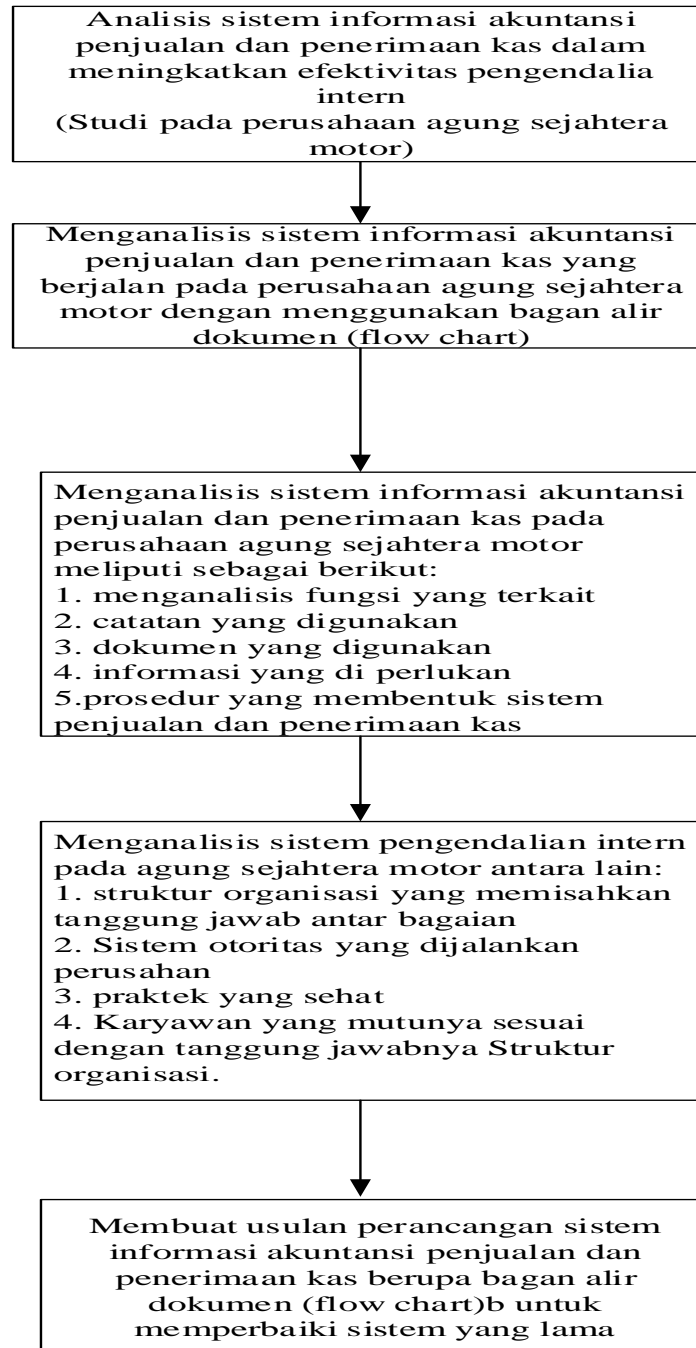 Analisis sistem informasi akuntansi
penjualan dan penerimaan kas dalam
meningkatkan efektivitas pengendalia
intern
(Studi pada perusahaan agung sejahtera
motor)
Menganalisis sistem informasi akuntansi
penjualan dan penerimaan kas yang
berjalan pada perusahaan agung sejahtera
motor dengan menggunakan bagan alir
dokumen (flow chart)
Menganalisis sistem informasi akuntansi
penjualan dan penerimaan kas pada
perusahaan agung sejahtera motor
meliputi sebagai berikut:
1. menganalisis fungsi yang terkait
2. catatan yang digunakan
3. dokumen yang digunakan
4. informasi yang di perlukan
5.prosedur yang membentuk sistem
penjualan dan penerimaan kas
Menganalisis sistem pengendalian intern
pada agung sejahtera motor antara lain:
1. struktur organisasi yang memisahkan
tanggung jawab antar bagaian
2. Sistem otoritas yang dijalankan
perusahan
3. praktek yang sehat
4. Karyawan yang mutunya sesuai
dengan tanggung jawabnya Struktur
organisasi.
Membuat usulan perancangan sistem
informasi akuntansi penjualan dan
penerimaan kas berupa bagan alir
dokumen (flow chart)b untuk
memperbaiki sistem yang lama